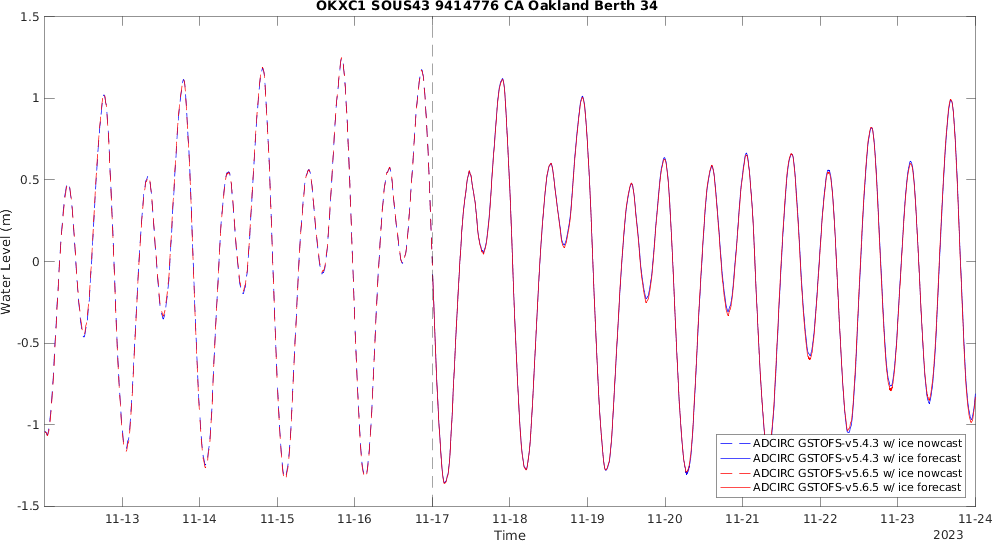 OKXC1 SOUS43 9414776 CA Oakland Berth 34
1.5
1
0.5
0
-0.5
-1
-1.5
Water Level (m)
11-13
11-14
11-15
11-16
11-17
11-18
11-19
11-20
11-21
11-22
11-23
11-24
Time
2023
ADCIRC GSTOFS-v5.4.3 w/ ice nowcast
ADCIRC GSTOFS-v5.4.3 w/ ice forecast
ADCIRC GSTOFS-v5.6.5 w/ ice nowcast
ADCIRC GSTOFS-v5.6.5 w/ ice forecast